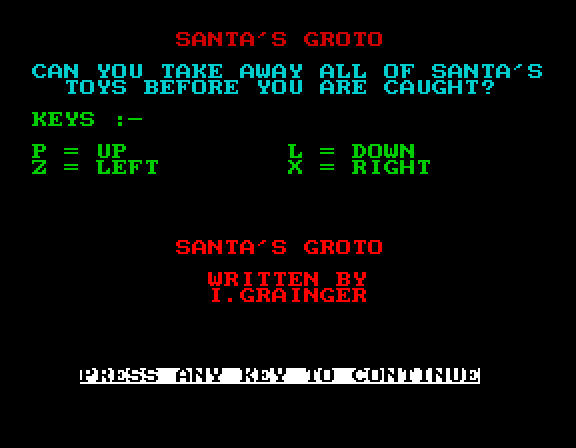 SANTA'S GROTO
CAN YOU TAKE AWAY ALL OF SANTA'S
TOYS BEFORE YOU ARE CAUGHT?
KEYS :-
P = UP L = DOWN
Z = LEFT X = RIGHT
SANTA'S GROTO
WRITTEN BY
I.GRAINGER
PRESS ANY KEY TO CONTINUE